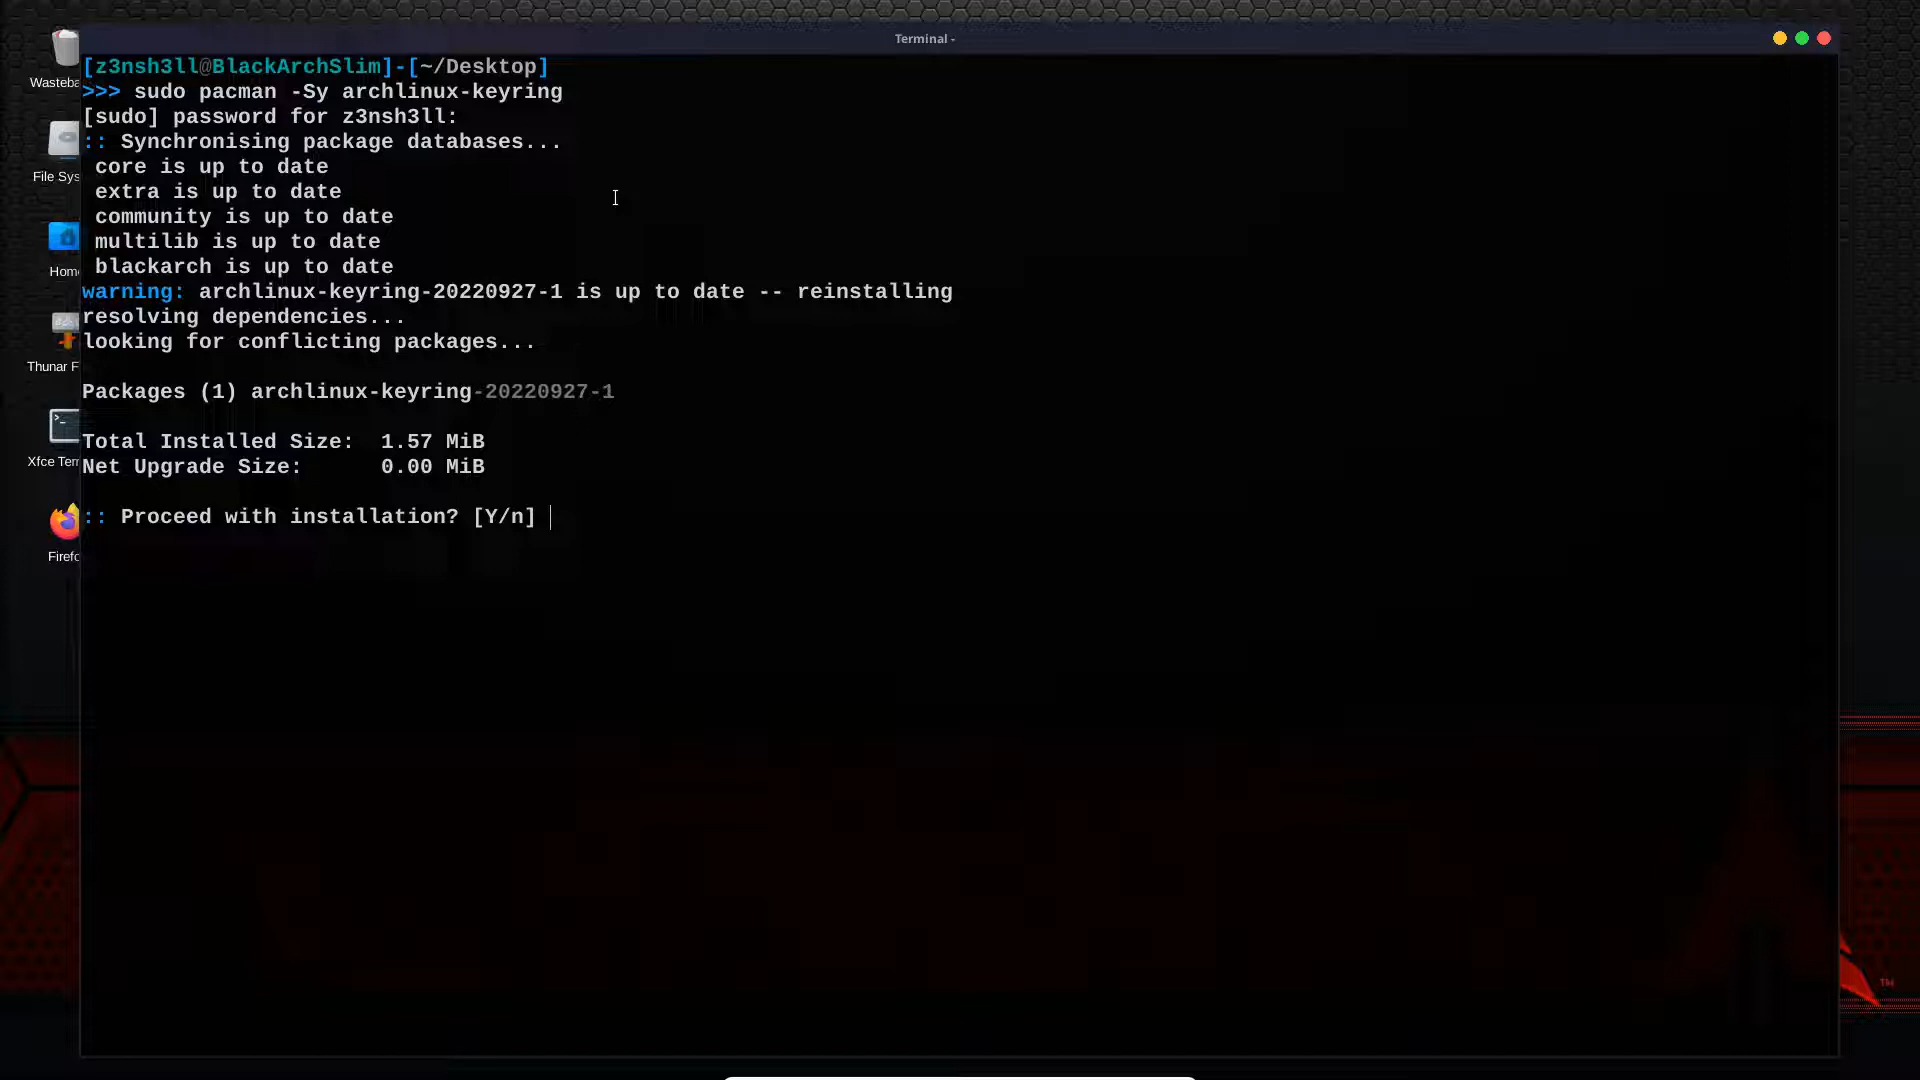 Terminal -
[z3nsh3ll@BlackArchSlim]-[~/Desktop]
>>> sudo pacman -Sy archlinux-keyring
[sudo] password for z3nsh3ll:
:: Synchronising package databases...
core is up to date
extra is up to date
community is up to date
multilib is up to date
blackarch is up to date
warning: archlinux-keyring-20220927-1 is up to date -- reinstalling
resolving dependencies...
looking for conflicting packages...
Packages (1) archlinux-keyring-20220927-1
Total Installed Size:  1.57 MiB
Net Upgrade Size:      0.00 MiB
:: Proceed with installation? [Y/n]
Wasteba
File Sys
Hom
Thunar F
Xfce Ter
Firefo
TM